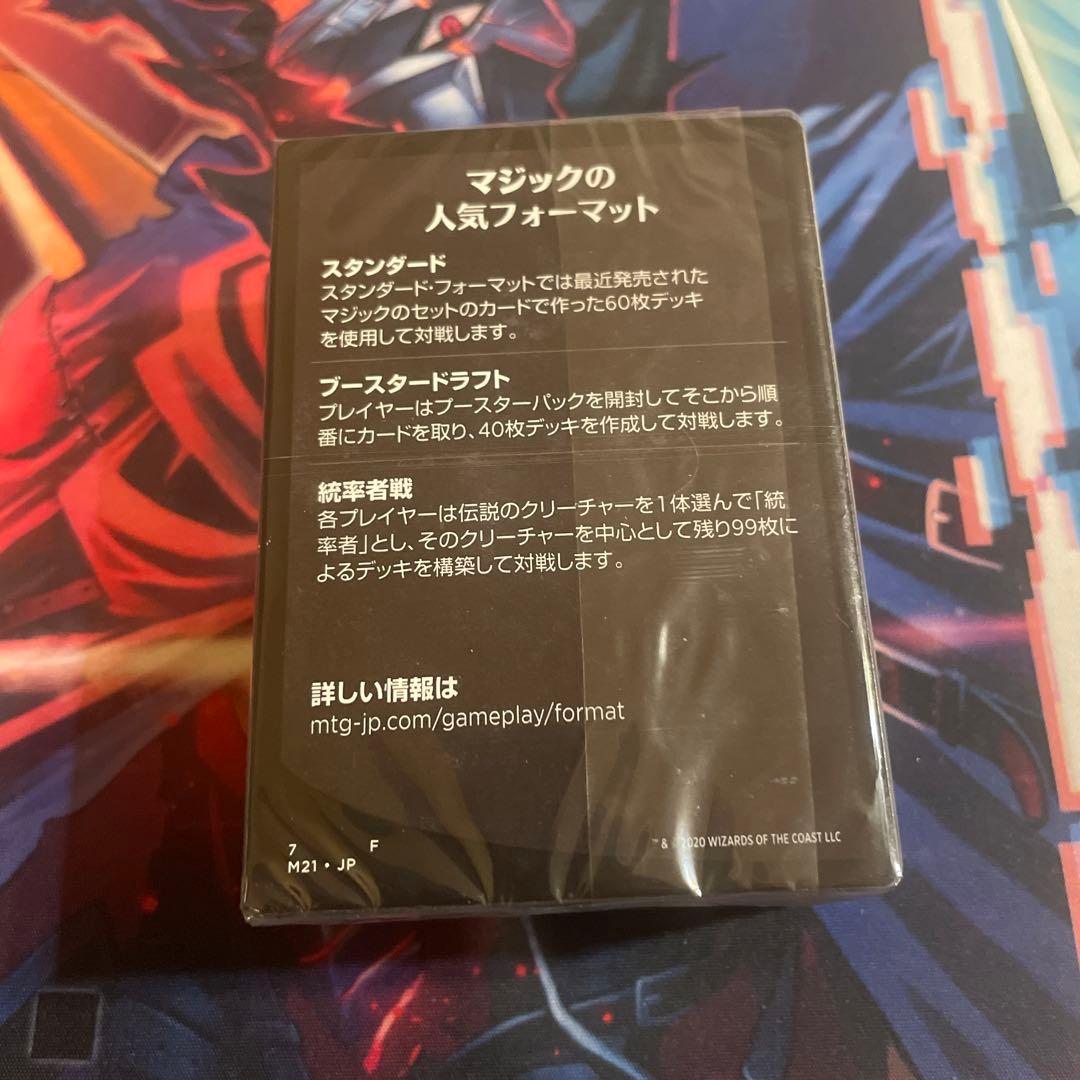 マジックの
人気フォーマット
スタンダード
スタンダード・フォーマットでは最近発売された
マジックのセットのカードで作った60枚デッキ
を使用して対戦します。
ブースタードラフト
プレイヤーはブースターパックを開封してそこから順
番にカードを取り、40枚デッキを作成して対戦します。
統率者戦
各プレイヤーは伝説のクリーチャーを1体選んで「統
率者」とし、そのクリーチャーを中心として残り99枚に
よるデッキを構築して対戦します。
詳しい情報は
mtg-jp.com/gameplay/format
7 F
M21・JP
™ & © 2020 WIZARDS OF THE COAST LLC